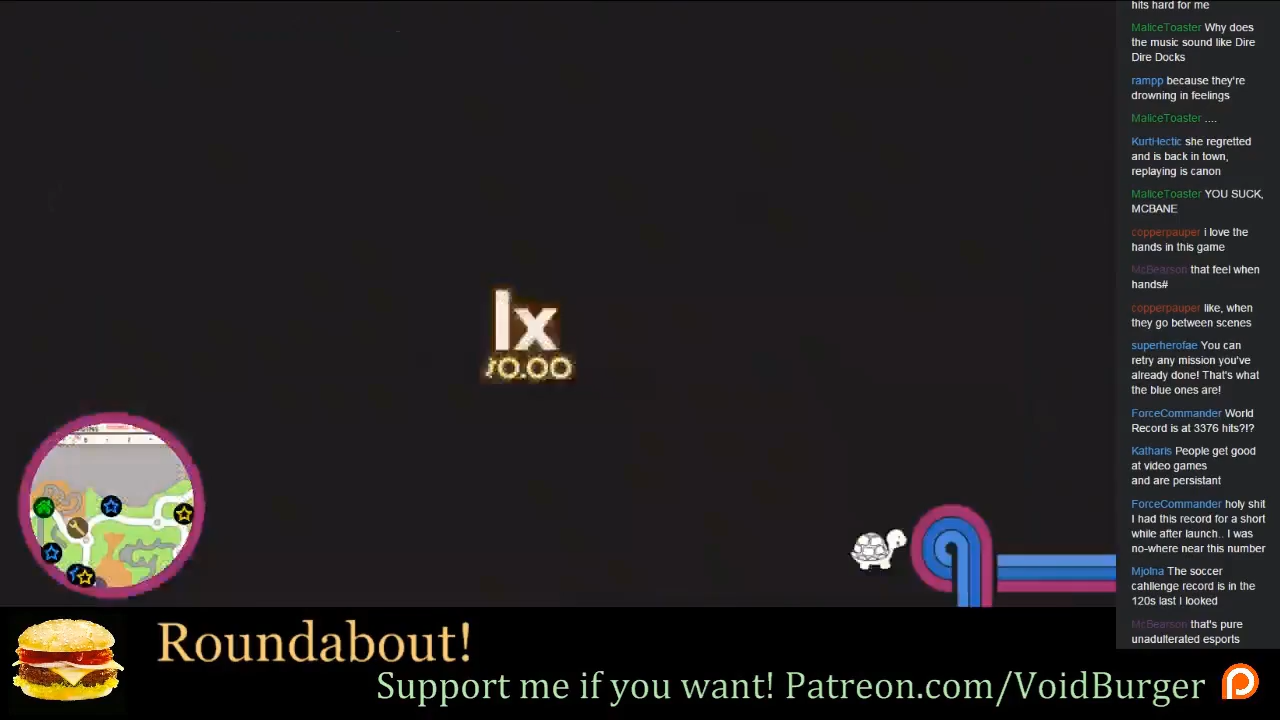 hits hard for me
MaliceToaster Why does
the music sound like Dire
Dire Docks
rampp because they're
drowning in feelings
MaliceToaster ....
KurtHectic she regretted
and is back in town,
replaying is canon
MaliceToaster YOU SUCK,
MCBANE
copperpauper i love the
hands in this game
McBearson that feel when
hands#
copperpauper like, when
they go between scenes
superherofae You can
retry any mission you've
already done! That's what
the blue ones are!
ForceCommander World
Record is at 3376 hits?!?
Katharis People get good
at video games
and are persistant
ForceCommander holy shit
I had this record for a short
while after launch.. I was
no-where near this number
Mjolna The soccer
cahllenge record is in the
120s last I looked
McBearson that's pure
unadulterated esports
1x
Roundabout!
Support me if you want! Patreon.com/VoidBurger